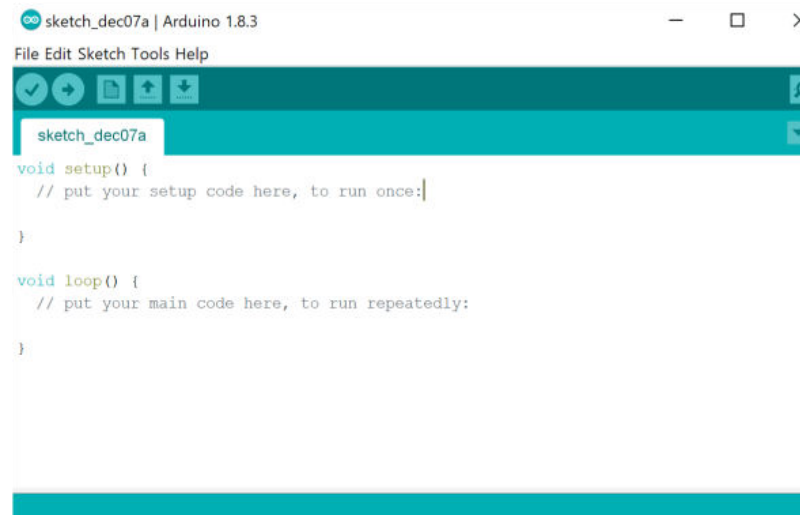 sketch_dec07a | Arduino 1.8.3
File Edit Sketch Tools Help
sketch_dec07a
void setup() {
  // put your setup code here, to run once:

}

void loop() {
  // put your main code here, to run repeatedly:

}